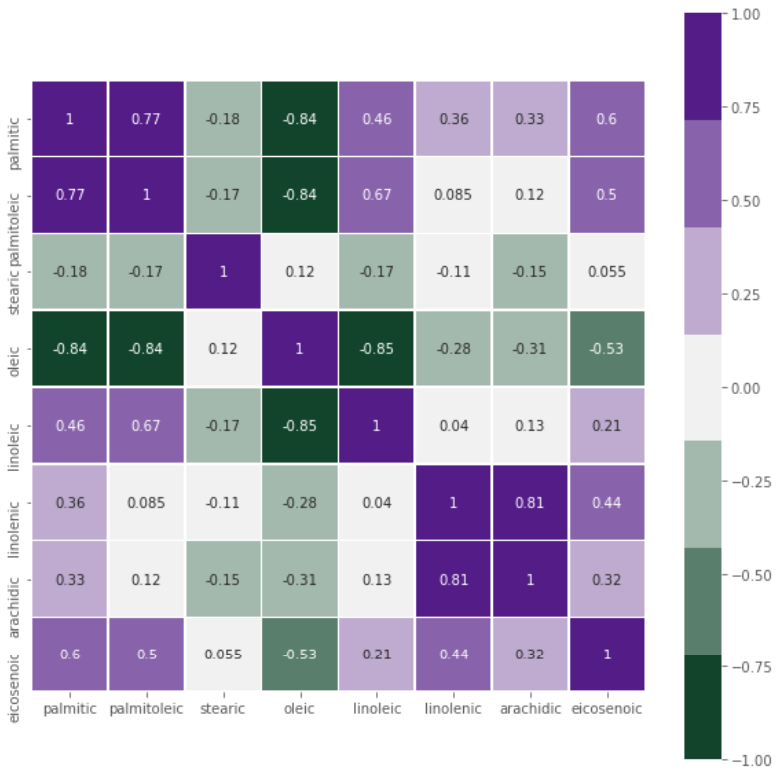 palmitic 1 0.77 -0.18 -0.84 0.46 0.36 0.33 0.6
palmitoleic 0.77 1 -0.17 -0.84 0.67 0.085 0.12 0.5
stearic -0.18 -0.17 1 0.12 -0.17 -0.11 -0.15 0.055
oleic -0.84 -0.84 0.12 1 -0.85 -0.28 -0.31 -0.53
linoleic 0.46 0.67 -0.17 -0.85 1 0.04 0.13 0.21
linolenic 0.36 0.085 -0.11 -0.28 0.04 1 0.81 0.44
arachidic 0.33 0.12 -0.15 -0.31 0.13 0.81 1 0.32
eicosenoic 0.6 0.5 0.055 -0.53 0.21 0.44 0.32 1
palmitic palmitoleic stearic oleic linoleic linolenic arachidic eicosenoic
1.00
0.75
0.50
0.25
0.00
−0.25
−0.50
−0.75
−1.00